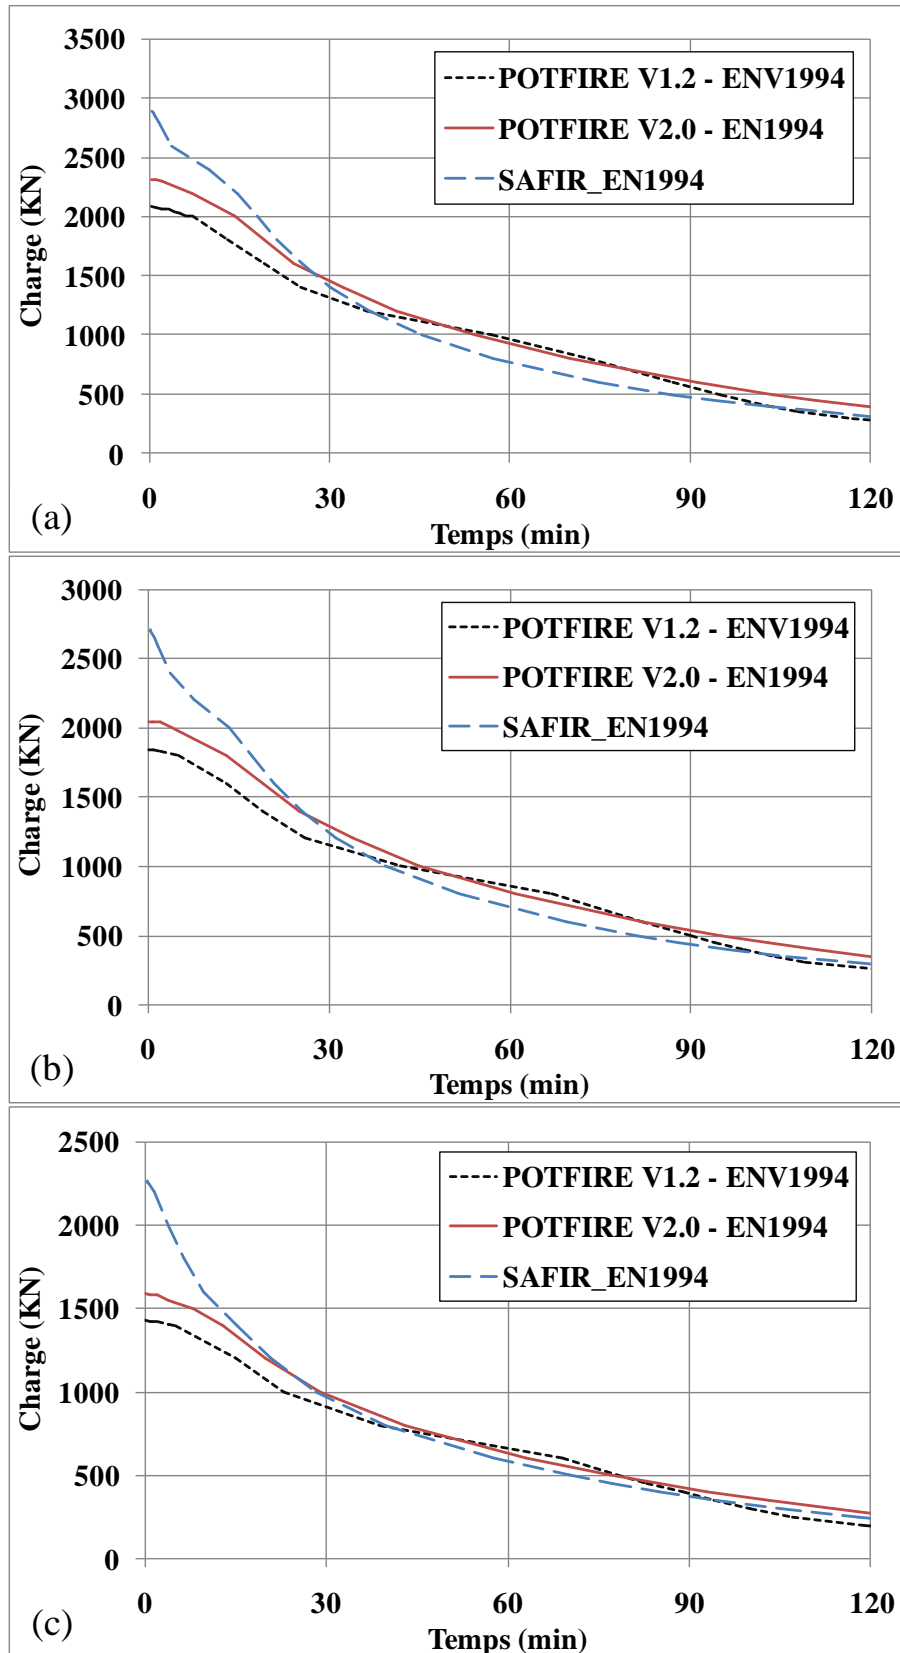 3500
3000
2500
2000
1500
1000
500
0
Charge (KN)
POTFIRE V1.2 - ENV1994
POTFIRE V2.0 - EN1994
SAFIR_EN1994
0 30 60 90 120
Temps (min)
(a)
3000
2500
2000
1500
1000
500
0
Charge (KN)
POTFIRE V1.2 - ENV1994
POTFIRE V2.0 - EN1994
SAFIR_EN1994
0 30 60 90 120
Temps (min)
(b)
2500
2000
1500
1000
500
0
Charge (KN)
POTFIRE V1.2 - ENV1994
POTFIRE V2.0 - EN1994
SAFIR_EN1994
0 30 60 90 120
Temps (min)
(c)